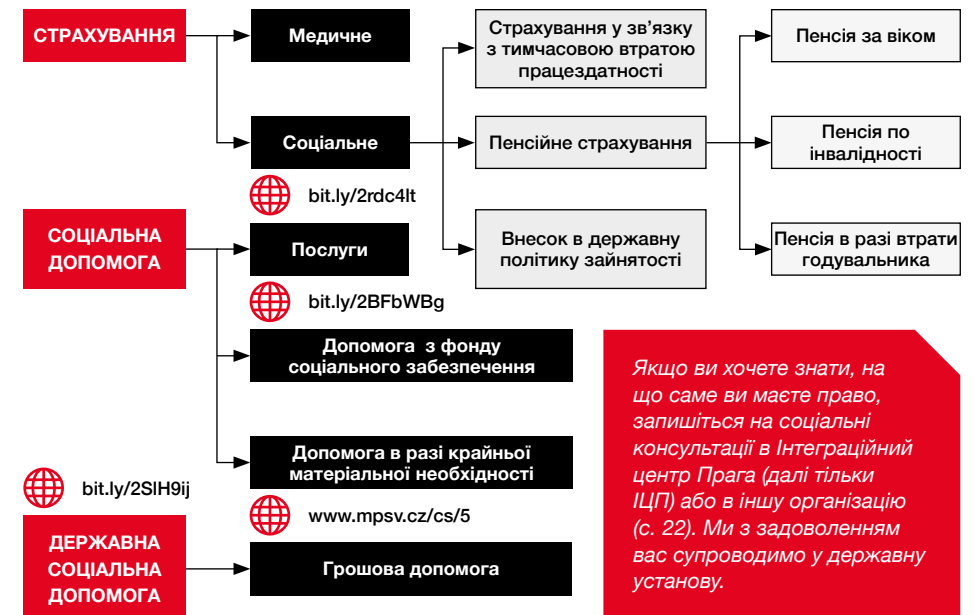 СТРАХУВАННЯ
Медичне
Страхування у зв’язку
з тимчасовою втратою
працездатності
Пенсія за віком
Соціальне
Пенсійне страхування
Пенсія по
інвалідності
bit.ly/2rdc4lt
СОЦІАЛЬНА
ДОПОМОГА
Послуги
Внесок в державну
політику зайнятості
Пенсія в разі втрати
годувальника
bit.ly/2BFbWBg
Допомога з фонду
соціального забезпечення
Допомога в разі крайньої
матеріальної необхідності
bit.ly/2SlH9ij
www.mpsv.cz/cs/5
ДЕРЖАВНА
СОЦІАЛЬНА
ДОПОМОГА
Грошова допомога
Якщо ви хочете знати, на
що саме ви маєте право,
запишіться на соціальні
консультації в Інтеграційний
центр Прага (далі тільки
ІЦП) або в іншу організацію
(с. 22). Ми з задоволенням
вас супроводимо у державну
установу.